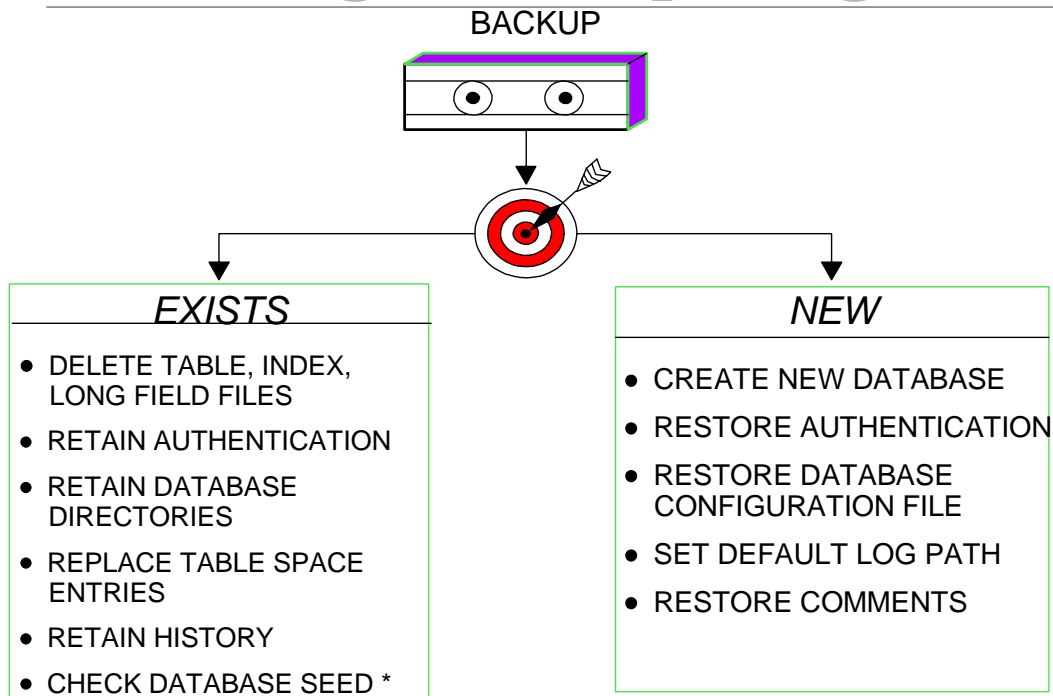 BACKUP
EXISTS
● DELETE TABLE, INDEX,
LONG FIELD FILES
● RETAIN AUTHENTICATION
● RETAIN DATABASE
DIRECTORIES
● REPLACE TABLE SPACE
ENTRIES
● RETAIN HISTORY
● CHECK DATABASE SEED *
NEW
● CREATE NEW DATABASE
● RESTORE AUTHENTICATION
● RESTORE DATABASE
CONFIGURATION FILE
● SET DEFAULT LOG PATH
● RESTORE COMMENTS